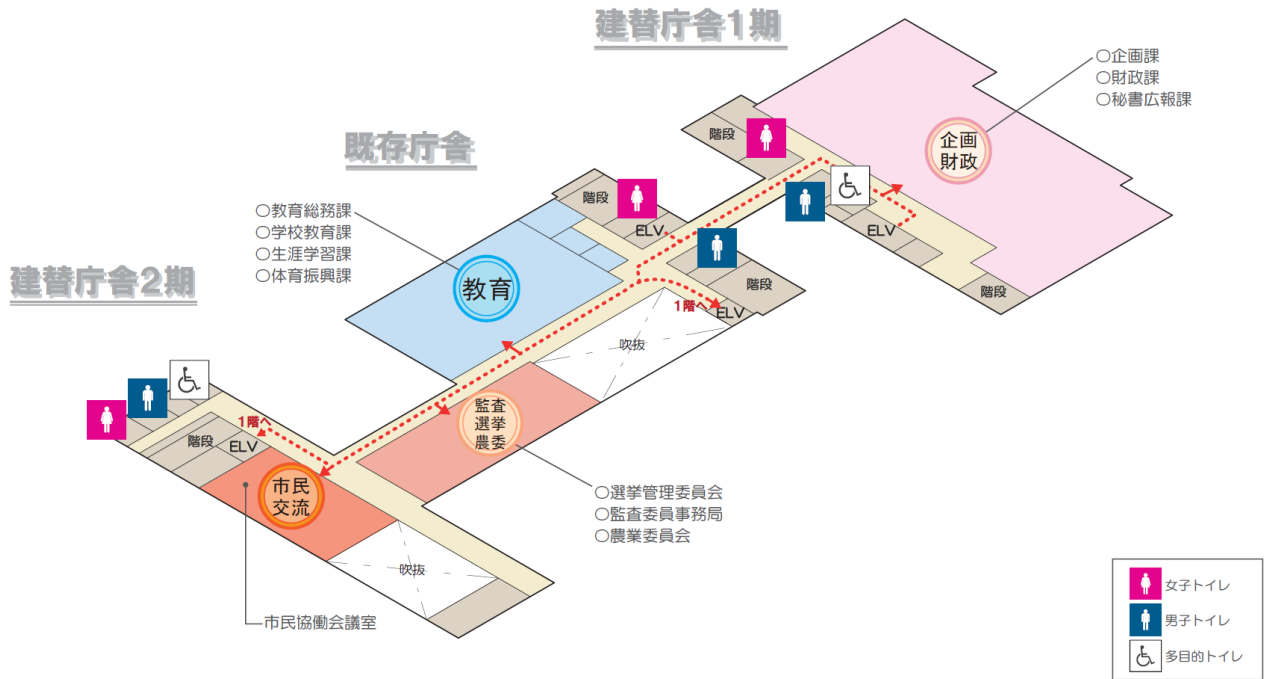 建替庁舎1期
○企画課
○財政課
○秘書広報課
企画
財政
階段
ELV
階段
既存庁舎
階段
ELV
階段
ELV
1階へ
吹抜
○教育総務課
○学校教育課
○生涯学習課
○体育振興課
教育
建替庁舎2期
監査
選挙
農委
○選挙管理委員会
○監査委員事務局
○農業委員会
1階へ
階段
ELV
市民
交流
吹抜
市民協働会議室
女子トイレ
男子トイレ
多目的トイレ